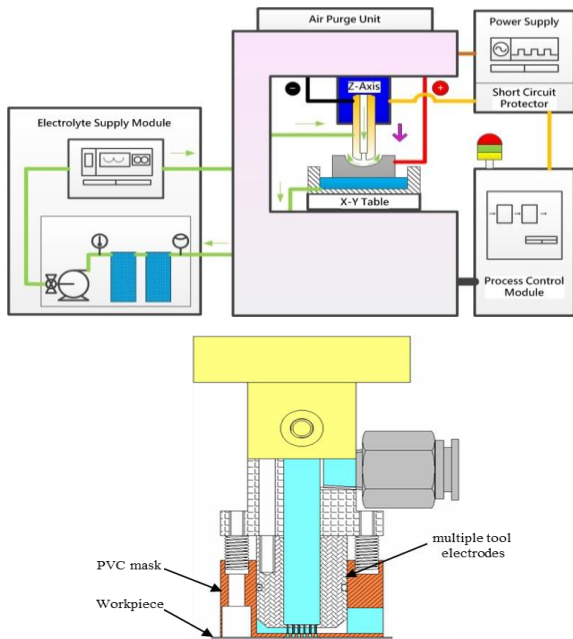 Air Purge Unit
Power Supply
Z-Axis
Short Circuit
Protector
Electrolyte Supply Module
X-Y Table
Process Control
Module
multiple tool
electrodes
PVC mask
Workpiece